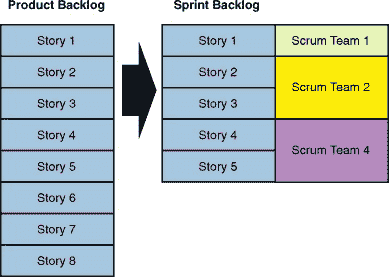 Product Backlog
Story 1
Story 2
Story 3
Story 4
Story 5
Story 6
Story 7
Story 8
Sprint Backlog
Story 1
Story 2
Story 3
Story 4
Story 5
Scrum Team 1
Scrum Team 2
Scrum Team 4